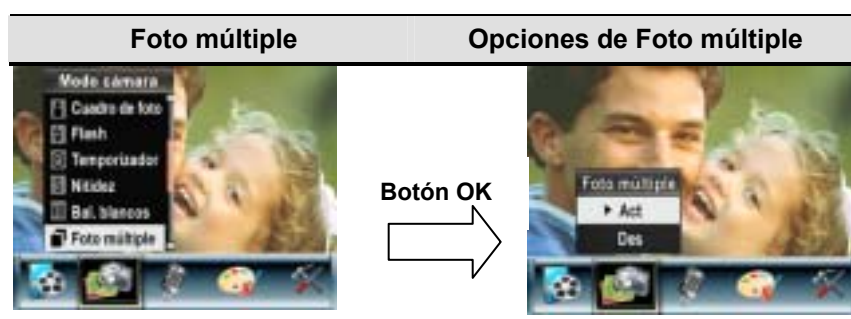 Foto múltiple
Opciones de Foto múltiple
Modo cámara
Cuadro de foto
Flash
Temporizador
Nitidez
Bal. blancos
Foto múltiple
Botón OK
Foto múltiple
Act
Des